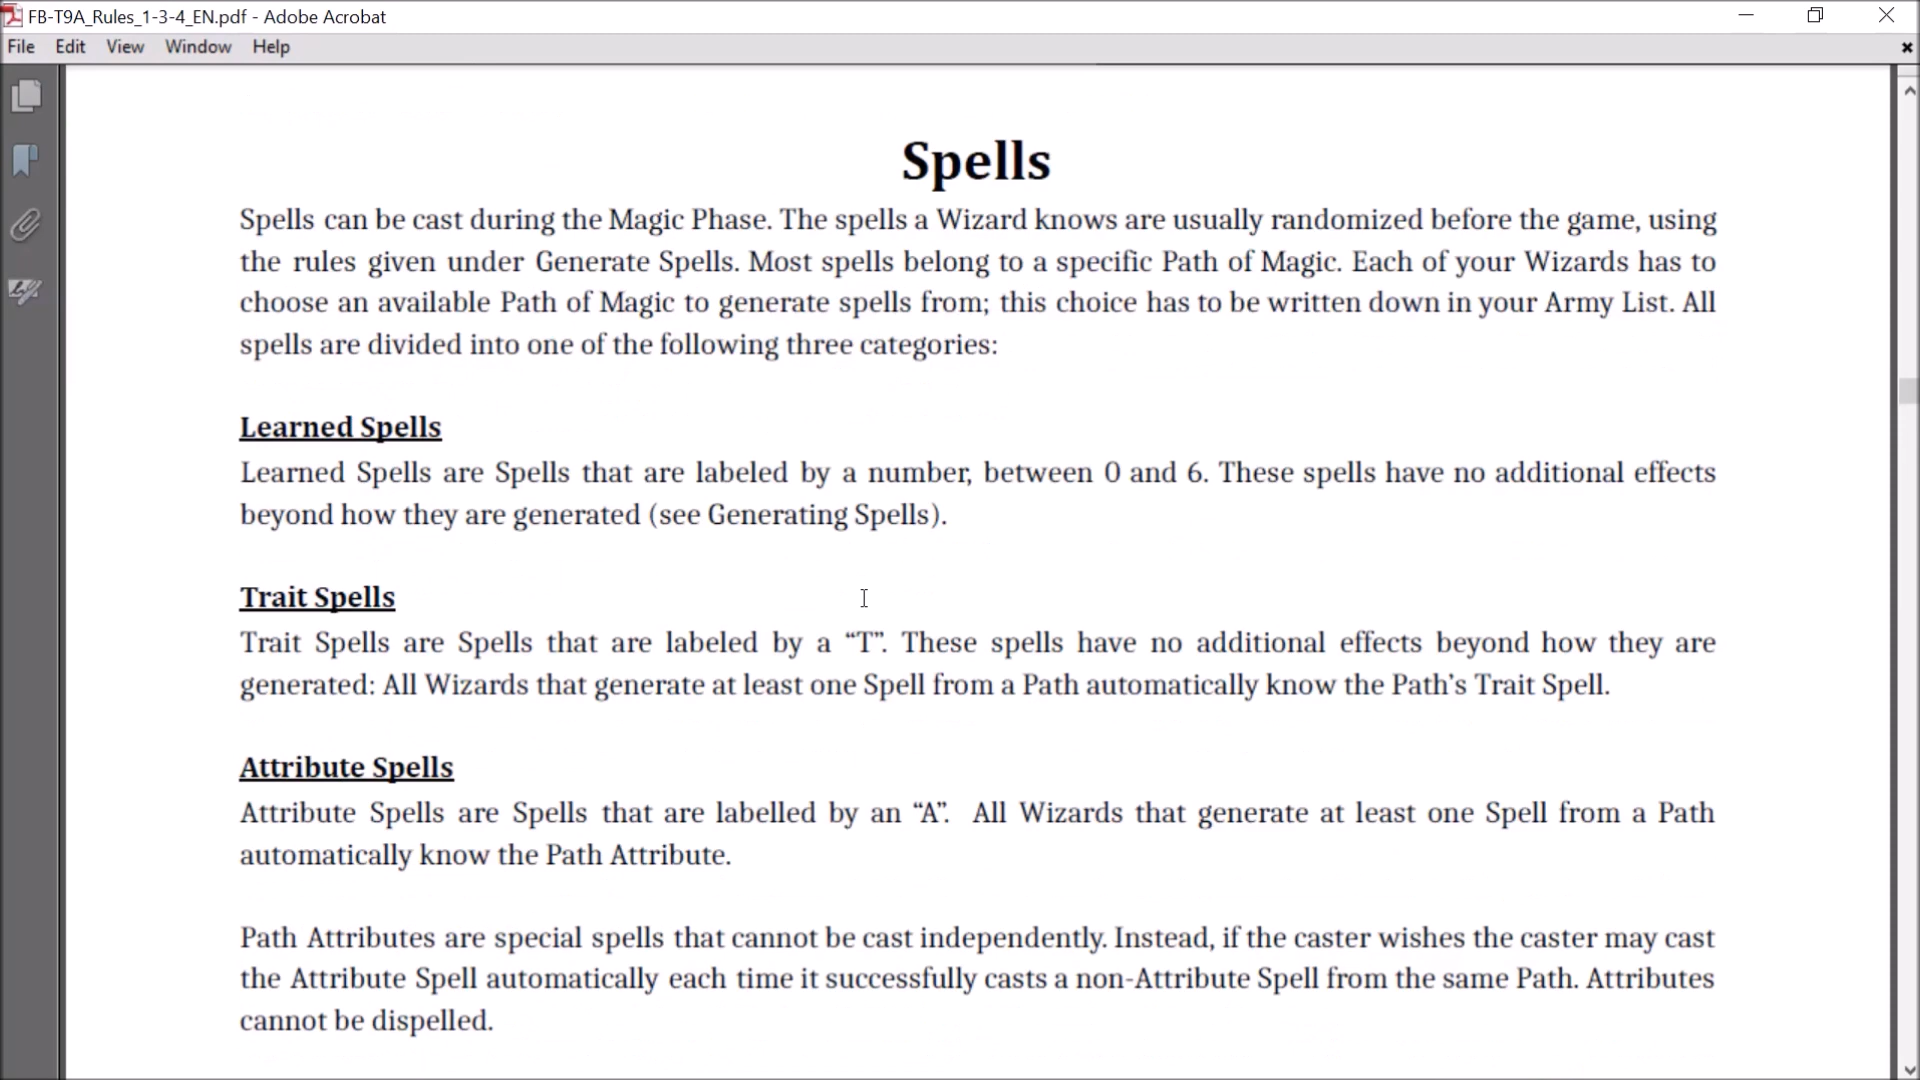 FB-T9A_Rules_1-3-4_EN.pdf - Adobe Acrobat
File Edit View Window Help
Spells
Spells can be cast during the Magic Phase. The spells a Wizard knows are usually randomized before the game, using
the rules given under Generate Spells. Most spells belong to a specific Path of Magic. Each of your Wizards has to
choose an available Path of Magic to generate spells from; this choice has to be written down in your Army List. All
spells are divided into one of the following three categories:
Learned Spells
Learned Spells are Spells that are labeled by a number, between 0 and 6. These spells have no additional effects
beyond how they are generated (see Generating Spells).
Trait Spells
Trait Spells are Spells that are labeled by a “T”. These spells have no additional effects beyond how they are
generated: All Wizards that generate at least one Spell from a Path automatically know the Path’s Trait Spell.
Attribute Spells
Attribute Spells are Spells that are labelled by an “A”.  All Wizards that generate at least one Spell from a Path
automatically know the Path Attribute.
Path Attributes are special spells that cannot be cast independently. Instead, if the caster wishes the caster may cast
the Attribute Spell automatically each time it successfully casts a non-Attribute Spell from the same Path. Attributes
cannot be dispelled.